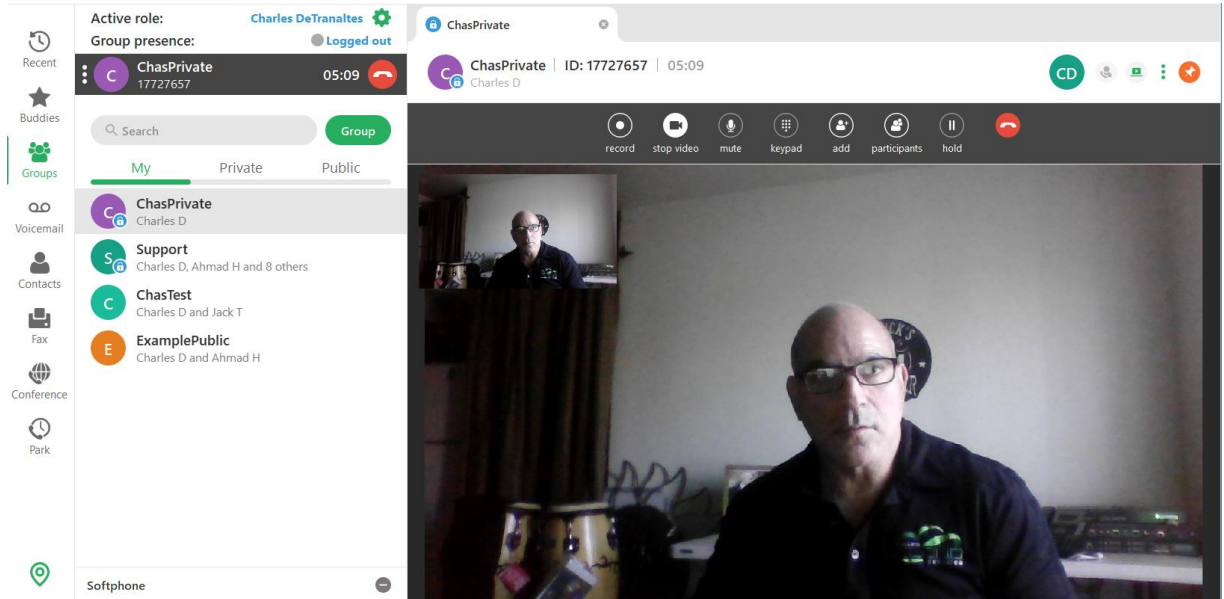 Recent
Buddies
Groups
Voicemail
Contacts
Fax
Conference
Park
Active role: Charles DeTranaltes
Group presence: Logged out
C ChasPrivate
17727657
05:09
Search
Group
My Private Public
C ChasPrivate
Charles D
S Support
Charles D, Ahmad H and 8 others
C ChasTest
Charles D and Jack T
E ExamplePublic
Charles D and Ahmad H
Softphone
ChasPrivate
C ChasPrivate | ID: 17727657 | 05:09
Charles D
CD
record stop video mute keypad add participants hold